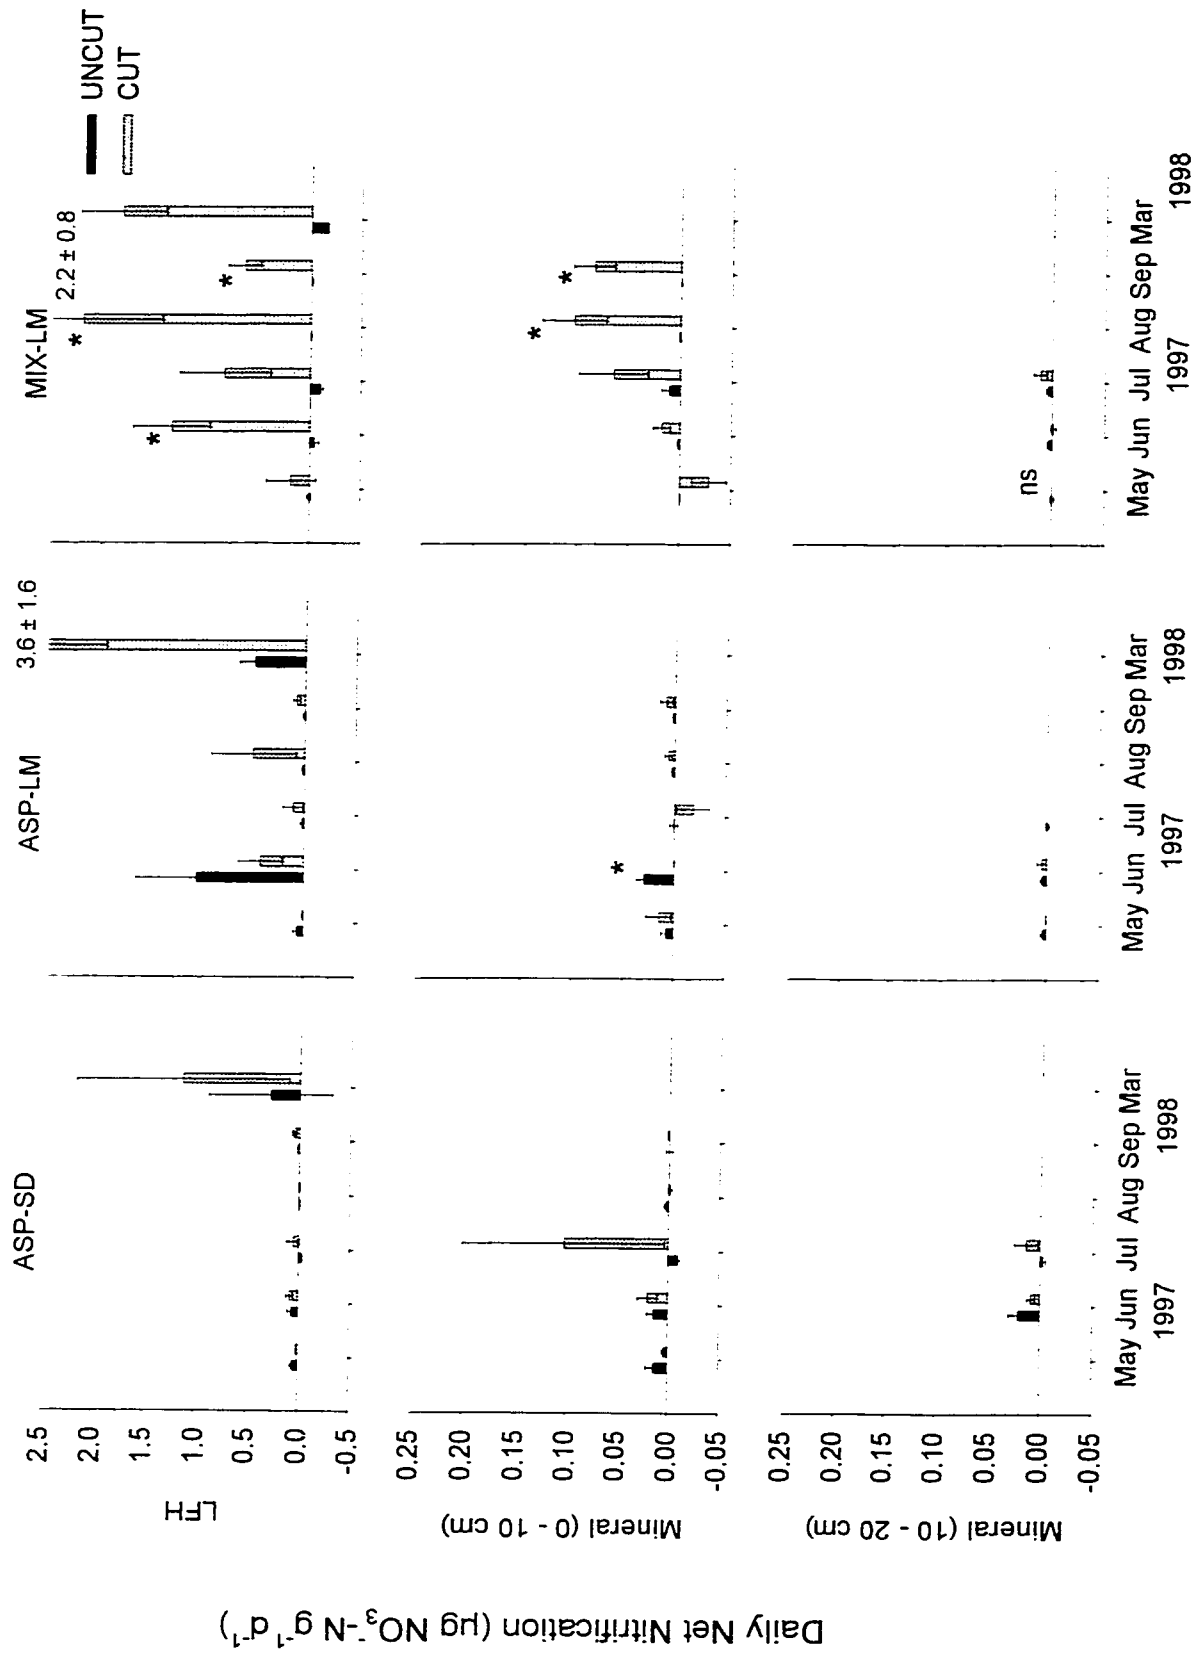 UNCUT
CUT
ASP-SD
ASP-LM
MIX-LM
3.6 ± 1.6
2.2 ± 0.8
2.5
2.0
1.5
1.0
0.5
0.0
-0.5
LFH
*
*
*
0.25
0.20
0.15
0.10
0.05
0.00
-0.05
Mineral (0 - 10 cm)
*
*
*
0.25
0.20
0.15
0.10
0.05
0.00
-0.05
Mineral (10 - 20 cm)
ns
May Jun Jul Aug Sep Mar
1997 1998
May Jun Jul Aug Sep Mar
1997 1998
May Jun Jul Aug Sep Mar
1997 1998
Daily Net Nitrification (µg NO₃⁻-N g⁻¹d⁻¹)